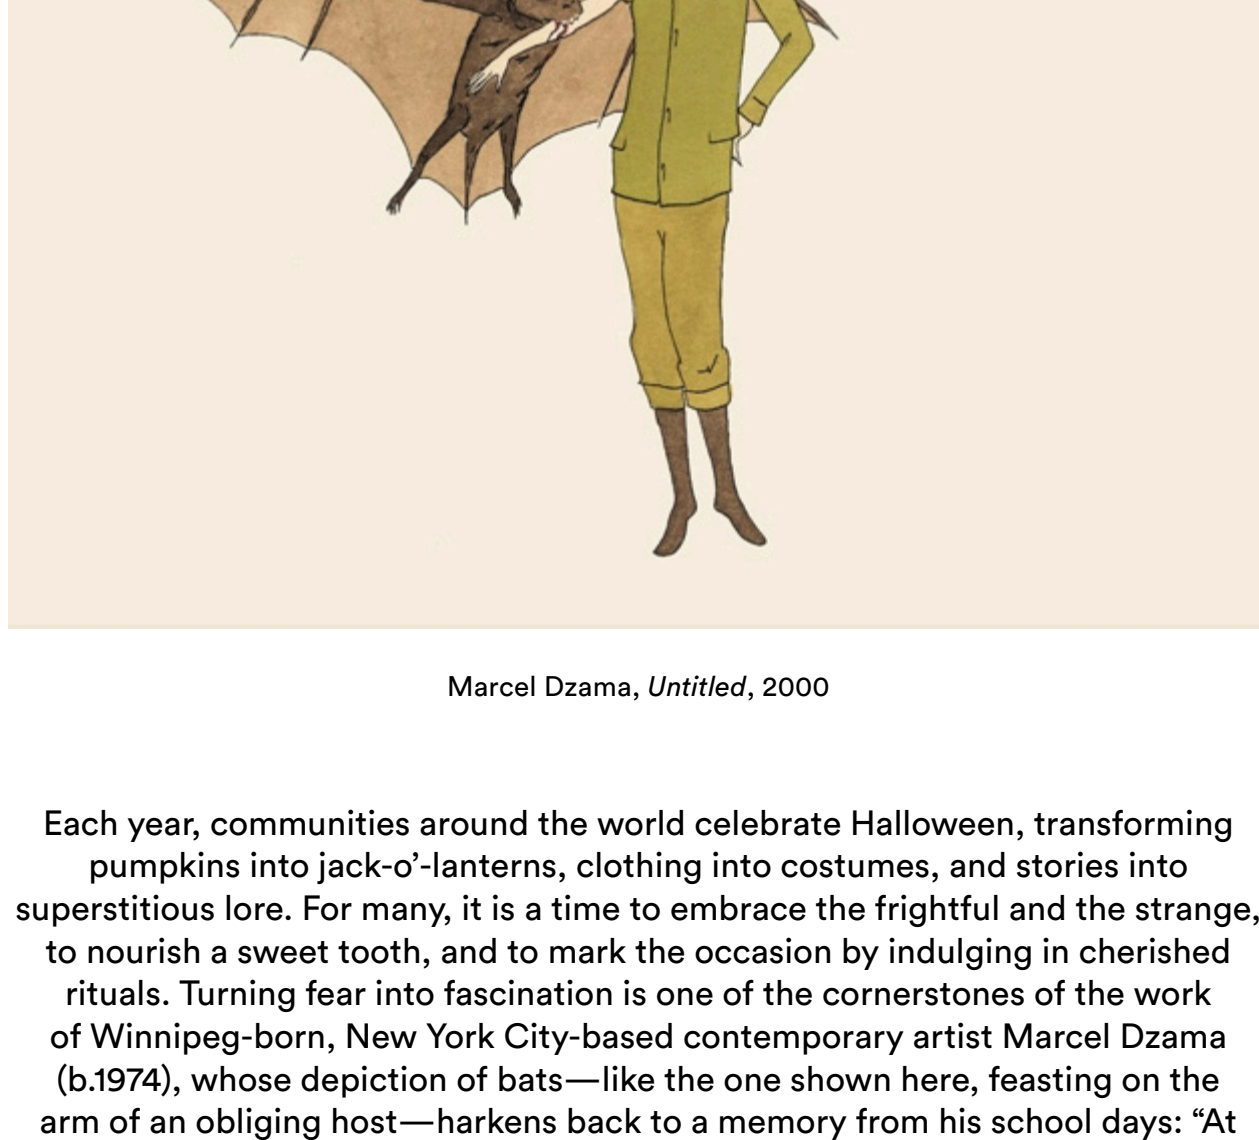 Marcel Dzama, Untitled, 2000
Each year, communities around the world celebrate Halloween, transforming
pumpkins into jack-o’-lanterns, clothing into costumes, and stories into
superstitious lore. For many, it is a time to embrace the frightful and the strange,
to nourish a sweet tooth, and to mark the occasion by indulging in cherished
rituals. Turning fear into fascination is one of the cornerstones of the work
of Winnipeg-born, New York City-based contemporary artist Marcel Dzama
(b.1974), whose depiction of bats—like the one shown here, feasting on the
arm of an obliging host—harkens back to a memory from his school days: “At